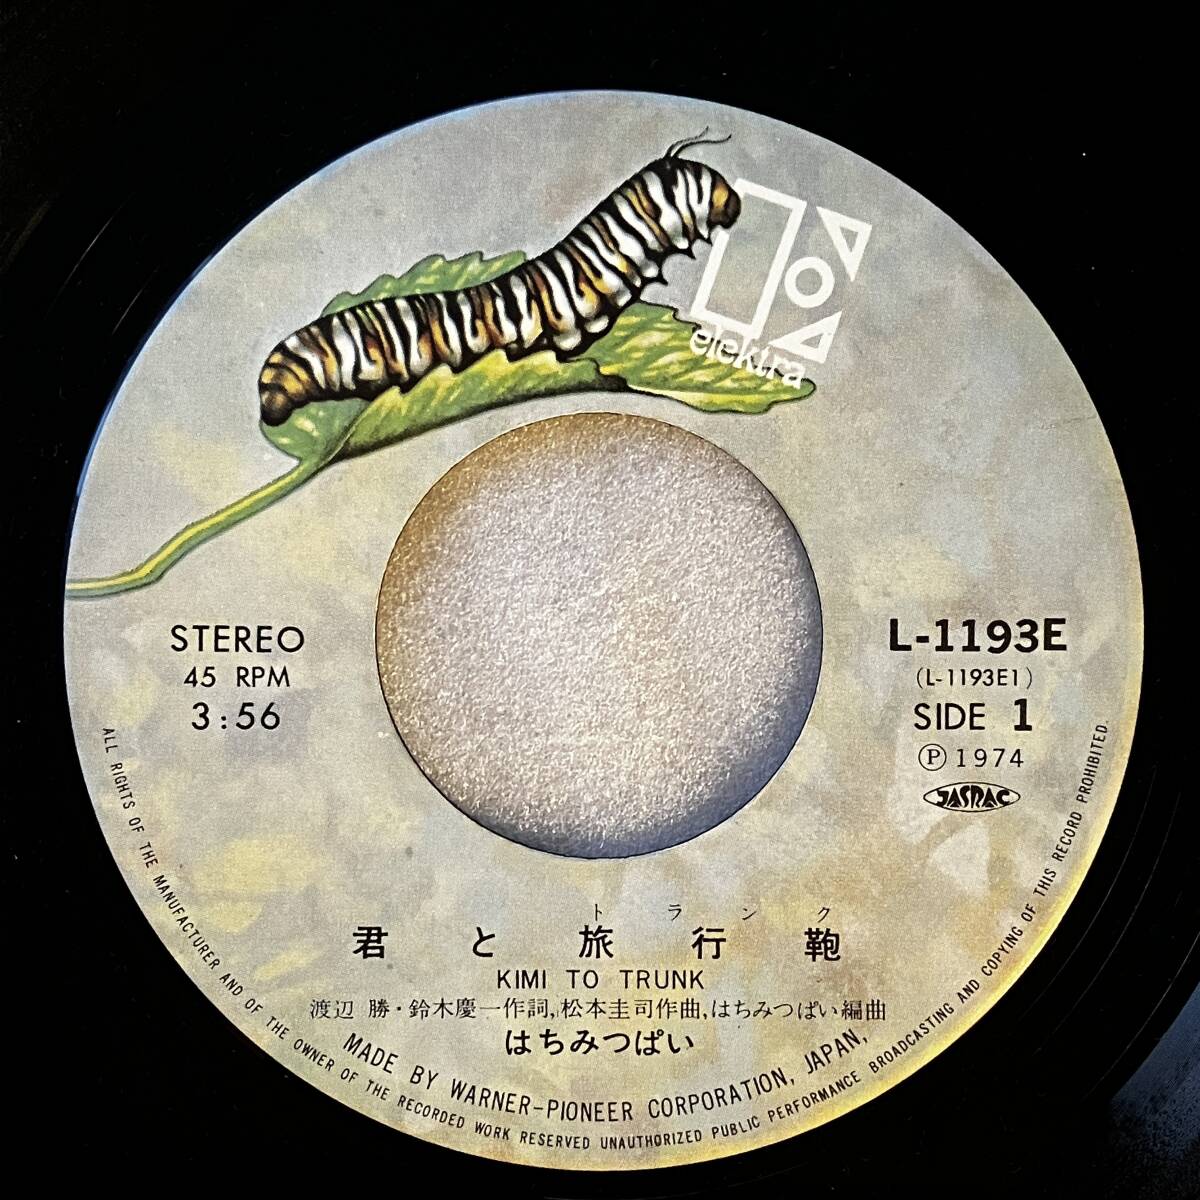 elektra
STEREO
45 RPM
3:56
L-1193E
(L-1193E1)
SIDE 1
Ⓟ 1974
JASRAC
トランク
君と旅行鞄
KIMI TO TRUNK
渡辺 勝・鈴木慶一作詞,松本圭司作曲,はちみつぱい編曲
はちみつぱい
MADE BY WARNER-PIONEER CORPORATION, JAPAN,
ALL RIGHTS OF THE MANUFACTURER AND OF THE OWNER OF THE RECORDED WORK RESERVED UNAUTHORIZED PUBLIC PERFORMANCE BROADCASTING AND COPYING OF THIS RECORD PROHIBITED.